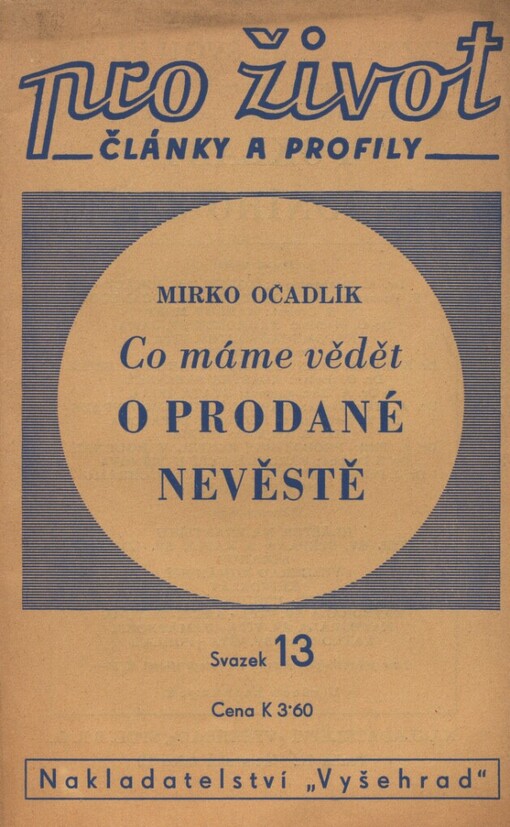 pro život
ČLÁNKY A PROFILY
MIRKO OČADLÍK
Co máme vědět
O PRODANÉ
NEVĚSTĚ
Svazek 13
Cena K 3·60
Nakladatelství „Vyšehrad"